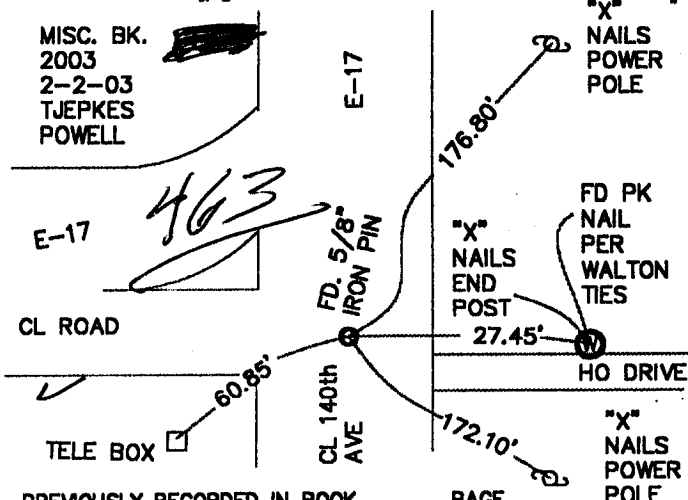 "X"
NAILS
POWER
POLE
MISC. BK.
2003
2-2-03
TJEPKES
POWELL
E-17
176.80'
463
E-17
FD. 5/8"
IRON PIN
"X"
NAILS
END
POST
FD PK
NAIL
PER
WALTON
TIES
CL ROAD
27.45'
W
HO DRIVE
60.85'
CL 140th
AVE
172.10'
TELE BOX
"X"
NAILS
POWER
POLE
PREVIOUSLY RECORDED IN BOOK
PAGE